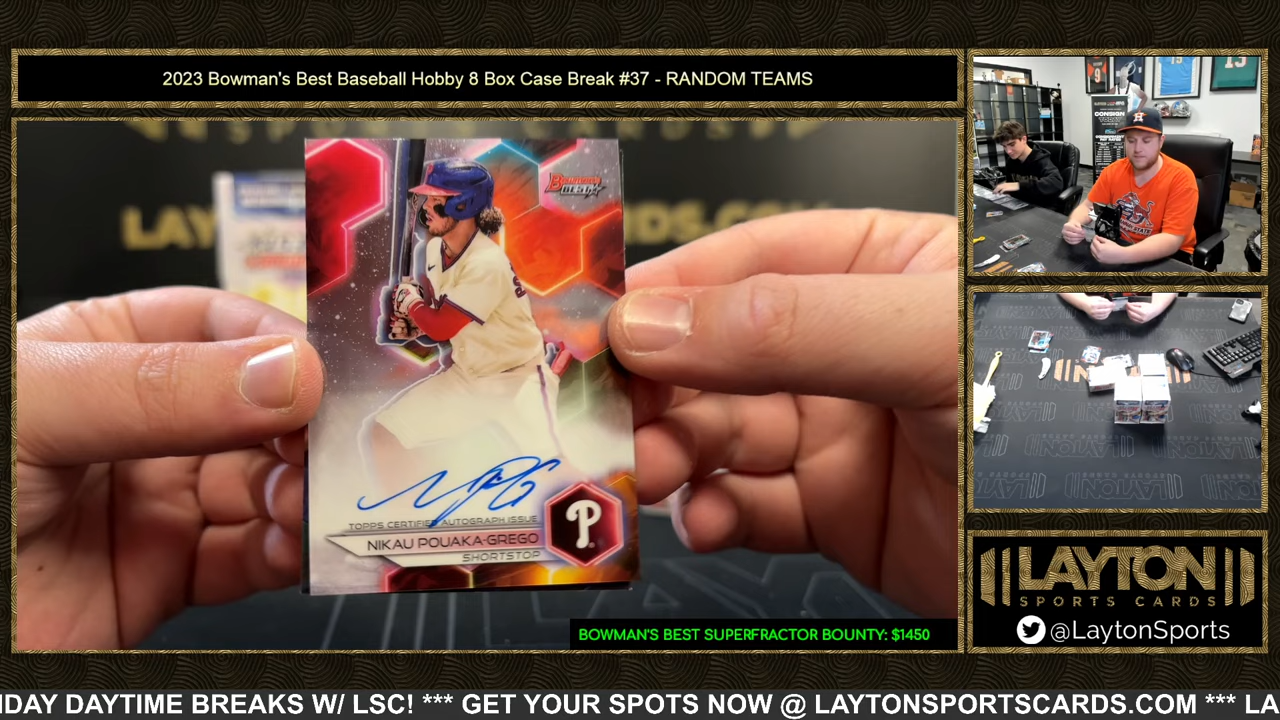 2023 Bowman's Best Baseball Hobby 8 Box Case Break #37 - RANDOM TEAMS
BOWMAN'S BEST
TOPPS CERTIFIED AUTOGRAPH ISSUE
NIKAU POUAKA-GREGO
SHORTSTOP
P
BOWMAN'S BEST SUPERFRACTOR BOUNTY: $1450
CONSIGN
TODAY
LAYTON
SPORTS CARDS
@LaytonSports
IDAY DAYTIME BREAKS W/ LSC! *** GET YOUR SPOTS NOW @ LAYTONSPORTSCARDS.COM *** LA